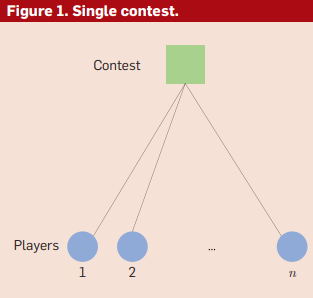 Figure 1. Single contest.
Contest
Players
...
1 2 n